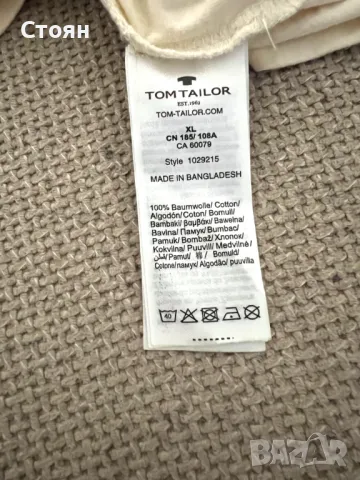 Стоян
TOM TAILOR
EST. 1962
TOM-TAILOR.COM
XL
CN 185/ 108A
CA 60079
Style 1029215
MADE IN BANGLADESH
100% Baumwolle/ Cotton/
Algodón/ Coton/ Bomull/
Bambaki/ βαμβάκι/ Bawełna/
Bavlna/ Памук/ Bumbac/
Pamuk/ Bombaž/ Хлопок/
Kokvilna/ Puuvill/ Medvilnė/
قطن/ Pamut/ 棉/ Bomuld/
Cotone/памук/ Algodão/ puuvilla
40
BAZAR